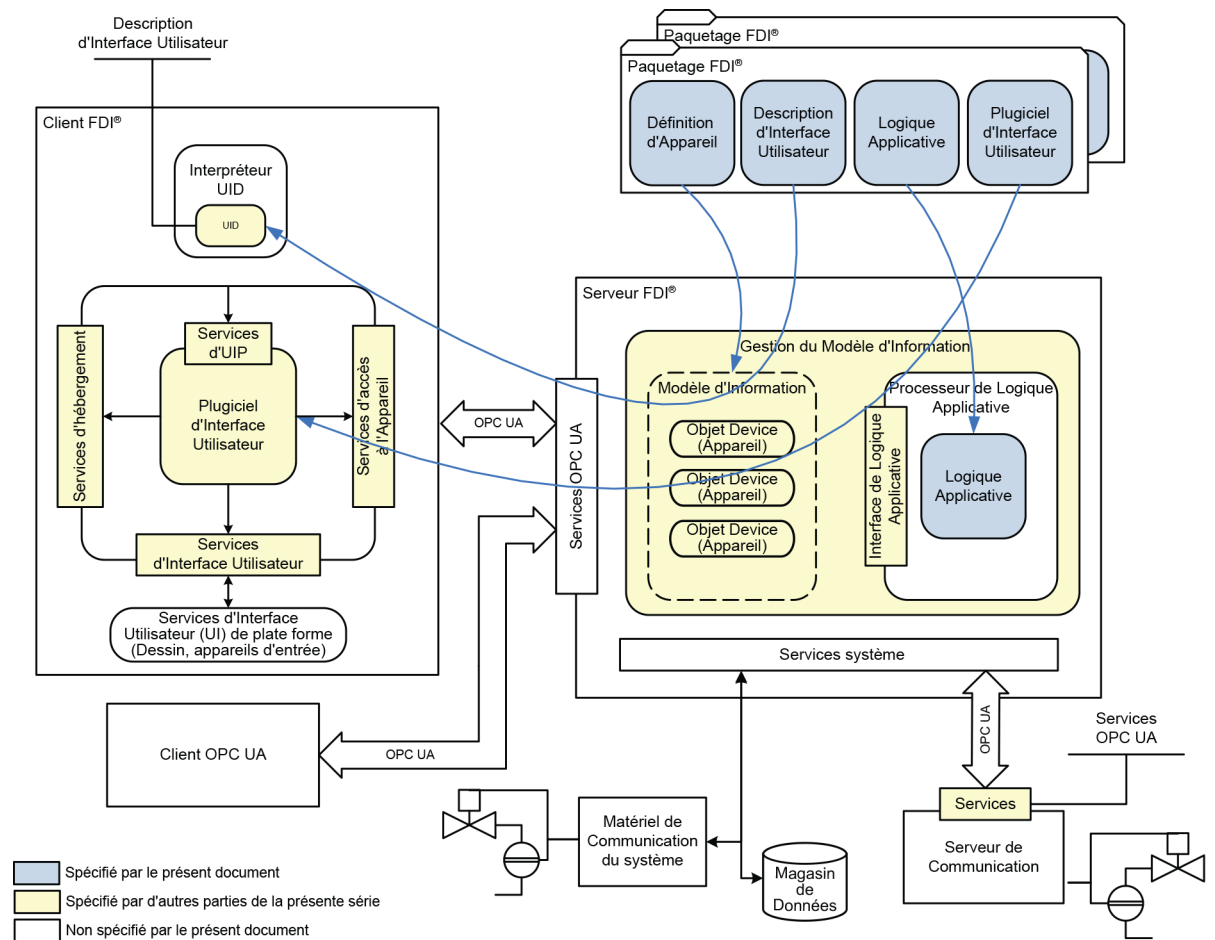 Description
d'Interface Utilisateur
Paquetage FDI®
Paquetage FDI®
Définition
d'Appareil
Description
d'Interface
Utilisateur
Logique
Applicative
Plugiciel
d'Interface
Utilisateur
Client FDI®
Interpréteur
UID
UID
Services d'hébergement
Services
d'UIP
Plugiciel
d'Interface
Utilisateur
Services d'accès
à l'Appareil
Services
d'Interface Utilisateur
Services d'Interface
Utilisateur (UI) de plate forme
(Dessin, appareils d'entrée)
OPC UA
Serveur FDI®
Services OPC UA
Gestion du Modèle d'Information
Modèle d'Information
Objet Device
(Appareil)
Objet Device
(Appareil)
Objet Device
(Appareil)
Processeur de Logique
Applicative
Interface de Logique
Applicative
Logique
Applicative
Services système
Client OPC UA
OPC UA
OPC UA
Services
OPC UA
Services
Serveur de
Communication
Matériel de
Communication
du système
Magasin
de
Données
Spécifié par le présent document
Spécifié par d'autres parties de la présente série
Non spécifié par le présent document